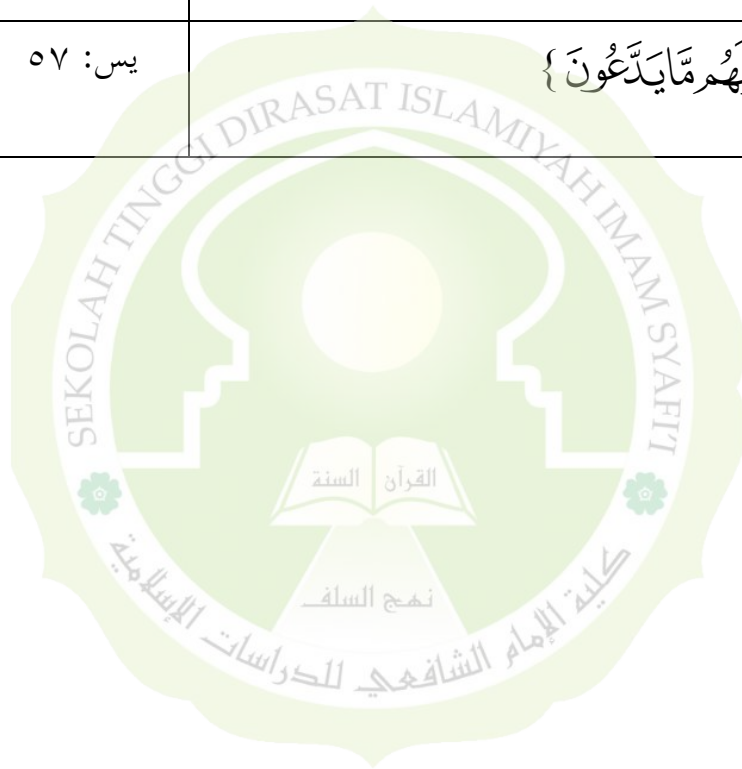 لَهُم مَّا يَدَّعُونَ }
يس: ٥٧
SEKOLAH TINGGI DIRASAT ISLAMIYAH IMAM SYAFI'I
القرآن السنة
نهج السلف
كلية الإمام الشافعي للدراسات الإسلامية